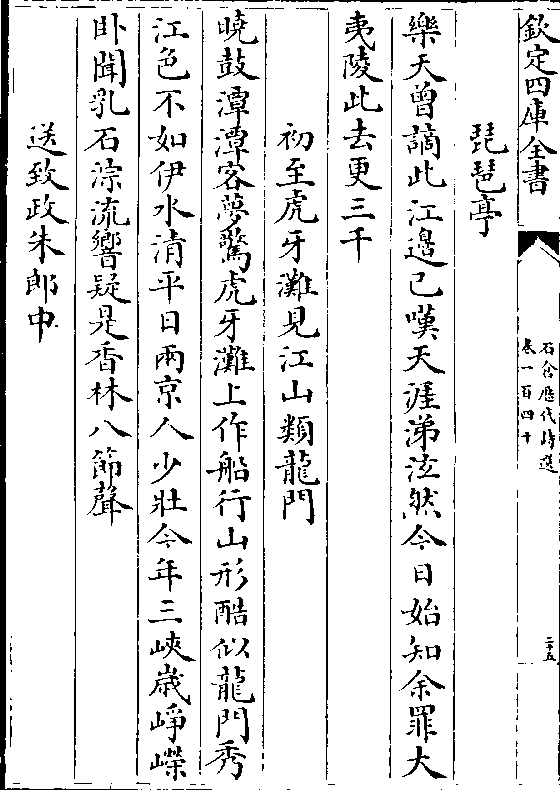 欽定四庫全書
石倉歷代詩選
卷一百四十
二十五
琵琶亭
樂天曾謫此江邊已嘆天涯涕泫然今日始知余罪大
夷陵此去更三千
初至虎牙灘見江山類龍門
曉鼓潭潭客夢驚虎牙灘上作船行山形酷似龍門秀
江色不如伊水清平日兩京人少壯今年三峽歳崢嶸
卧聞乳石淙流響疑是香林八節聲
送致政朱郎中